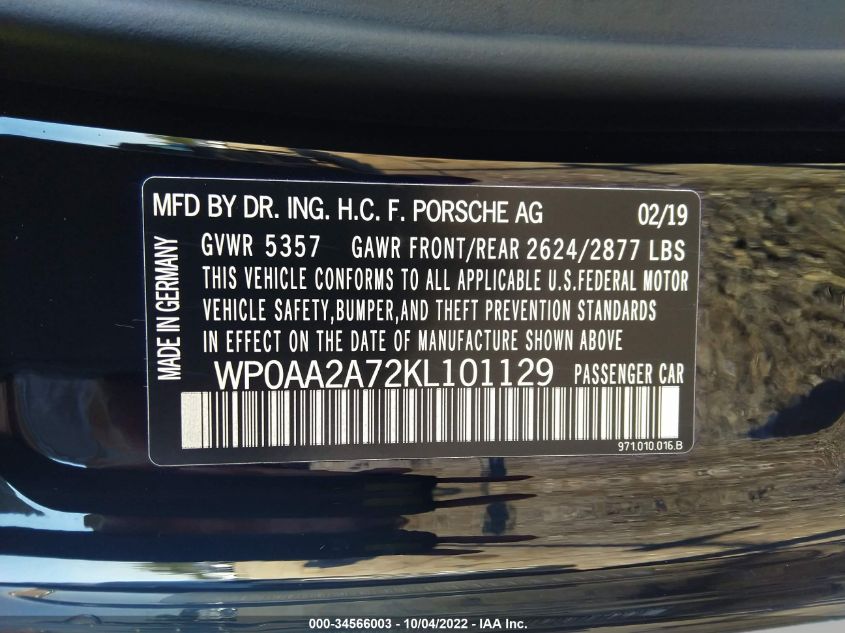 MFD BY DR. ING. H.C. F. PORSCHE AG 02/19
GVWR 5357 GAWR FRONT/REAR 2624/2877 LBS
THIS VEHICLE CONFORMS TO ALL APPLICABLE U.S.FEDERAL MOTOR
VEHICLE SAFETY,BUMPER,AND THEFT PREVENTION STANDARDS
IN EFFECT ON THE DATE OF MANUFACTURE SHOWN ABOVE
MADE IN GERMANY
WP0AA2A72KL101129 PASSENGER CAR
971.010.016.B
000-34566003 - 10/04/2022 - IAA Inc.